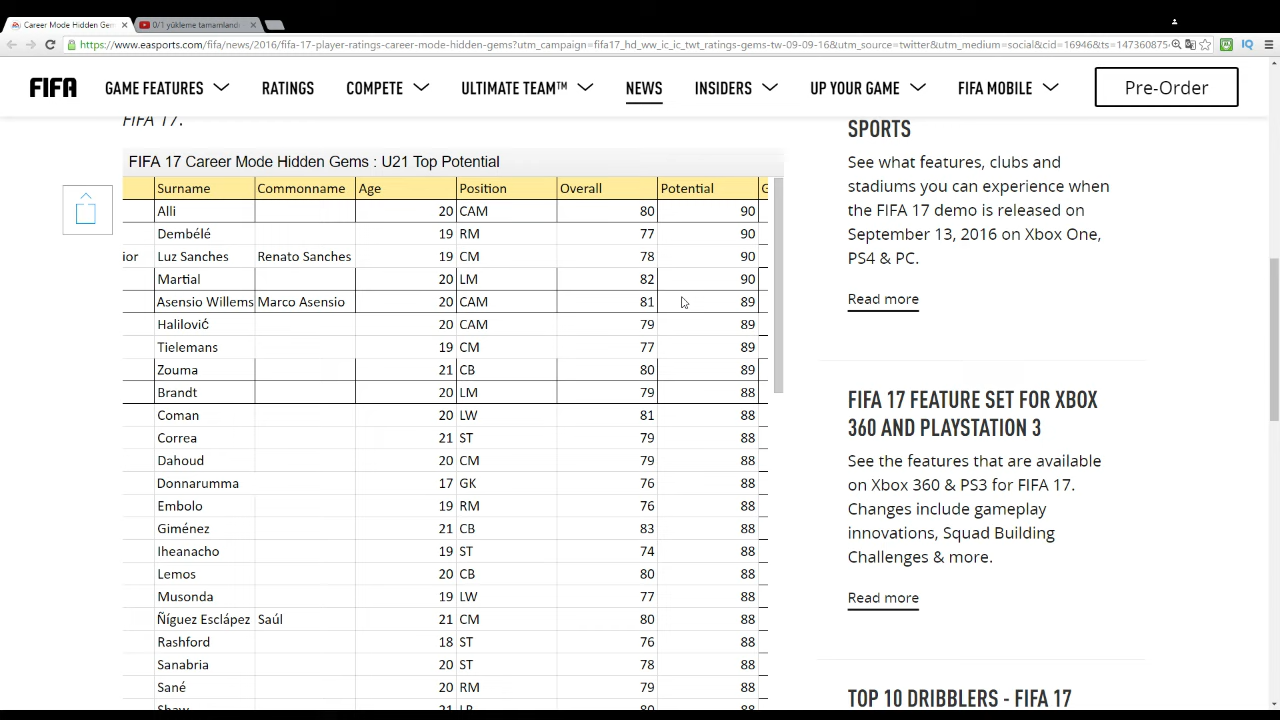 Career Mode Hidden Gem
0/1 yükleme tamamland
https://www.easports.com/fifa/news/2016/fifa-17-player-ratings-career-mode-hidden-gems?utm_campaign=fifa17_hd_ww_ic_ic_twt_ratings-gems-tw-09-09-16&utm_source=twitter&utm_medium=social&cid=16946&ts=147360875
FIFA GAME FEATURES RATINGS COMPETE ULTIMATE TEAM™ NEWS INSIDERS UP YOUR GAME FIFA MOBILE Pre-Order
FIFA 17.
FIFA 17 Career Mode Hidden Gems : U21 Top Potential
Surname Commonname Age Position Overall Potential G
Alli 20 CAM 80 90
Dembélé 19 RM 77 90
ior Luz Sanches Renato Sanches 19 CM 78 90
Martial 20 LM 82 90
Asensio Willems Marco Asensio 20 CAM 81 89
Halilović 20 CAM 79 89
Tielemans 19 CM 77 89
Zouma 21 CB 80 89
Brandt 20 LM 79 88
Coman 20 LW 81 88
Correa 21 ST 79 88
Dahoud 20 CM 79 88
Donnarumma 17 GK 76 88
Embolo 19 RM 76 88
Giménez 21 CB 83 88
Iheanacho 19 ST 74 88
Lemos 20 CB 80 88
Musonda 19 LW 77 88
Ñíguez Esclápez Saúl 21 CM 80 88
Rashford 18 ST 76 88
Sanabria 20 ST 78 88
Sané 20 RM 79 88
Shaw 21 LB 80 88
SPORTS
See what features, clubs and
stadiums you can experience when
the FIFA 17 demo is released on
September 13, 2016 on Xbox One,
PS4 & PC.
Read more
FIFA 17 FEATURE SET FOR XBOX
360 AND PLAYSTATION 3
See the features that are available
on Xbox 360 & PS3 for FIFA 17.
Changes include gameplay
innovations, Squad Building
Challenges & more.
Read more
TOP 10 DRIBBLERS - FIFA 17